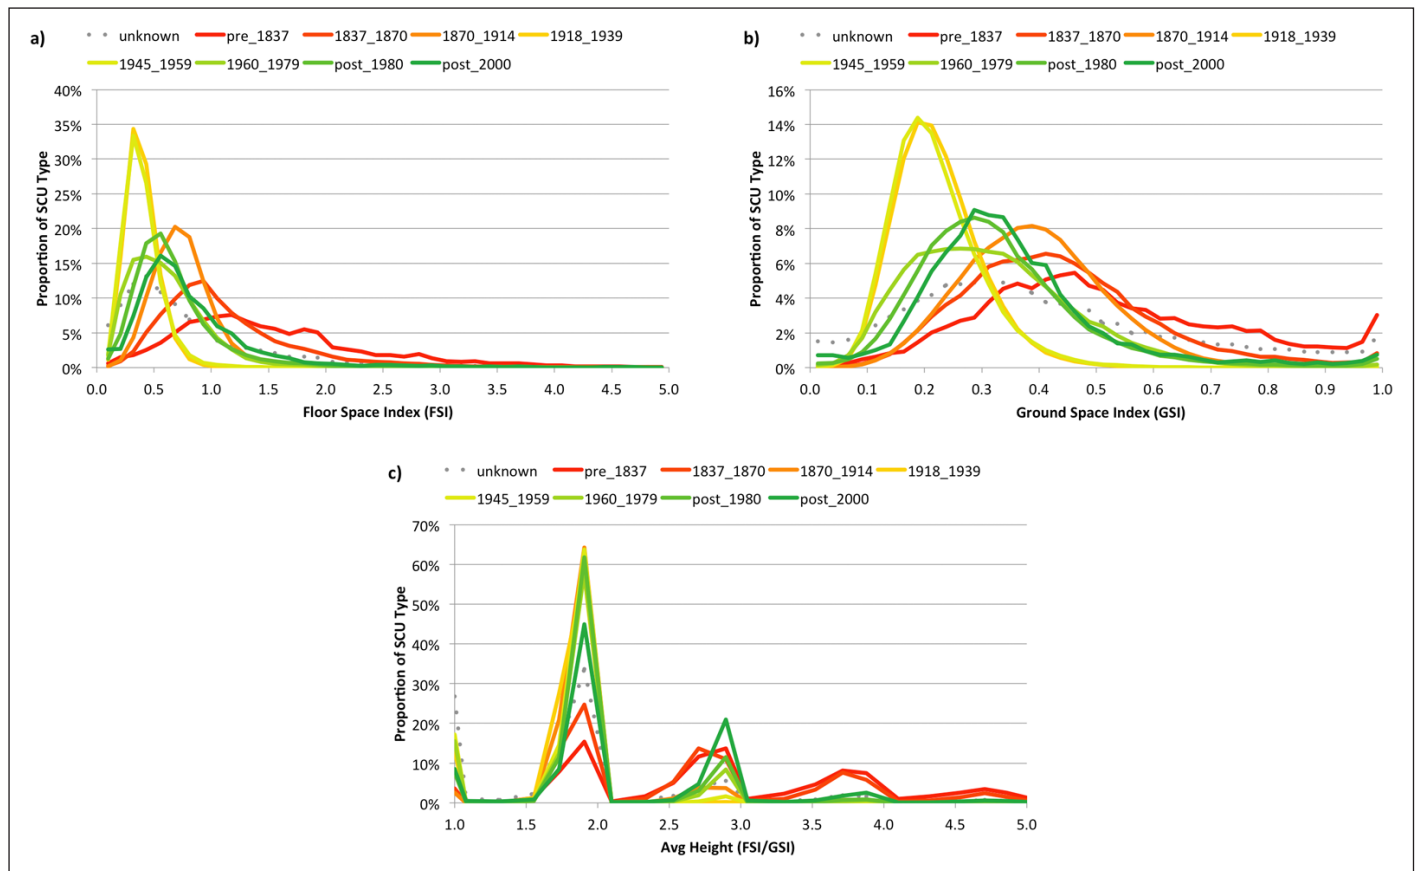 a)
unknown pre_1837 1837_1870 1870_1914 1918_1939
1945_1959 1960_1979 post_1980 post_2000
40%
35%
30%
25%
20%
15%
10%
5%
0%
Proportion of SCU Type
0.0 0.5 1.0 1.5 2.0 2.5 3.0 3.5 4.0 4.5 5.0
Floor Space Index (FSI)
b)
unknown pre_1837 1837_1870 1870_1914 1918_1939
1945_1959 1960_1979 post_1980 post_2000
16%
14%
12%
10%
8%
6%
4%
2%
0%
Proportion of SCU Type
0.0 0.1 0.2 0.3 0.4 0.5 0.6 0.7 0.8 0.9 1.0
Ground Space Index (GSI)
c)
unknown pre_1837 1837_1870 1870_1914 1918_1939
1945_1959 1960_1979 post_1980 post_2000
70%
60%
50%
40%
30%
20%
10%
0%
Proportion of SCU Type
1.0 1.5 2.0 2.5 3.0 3.5 4.0 4.5 5.0
Avg Height (FSI/GSI)